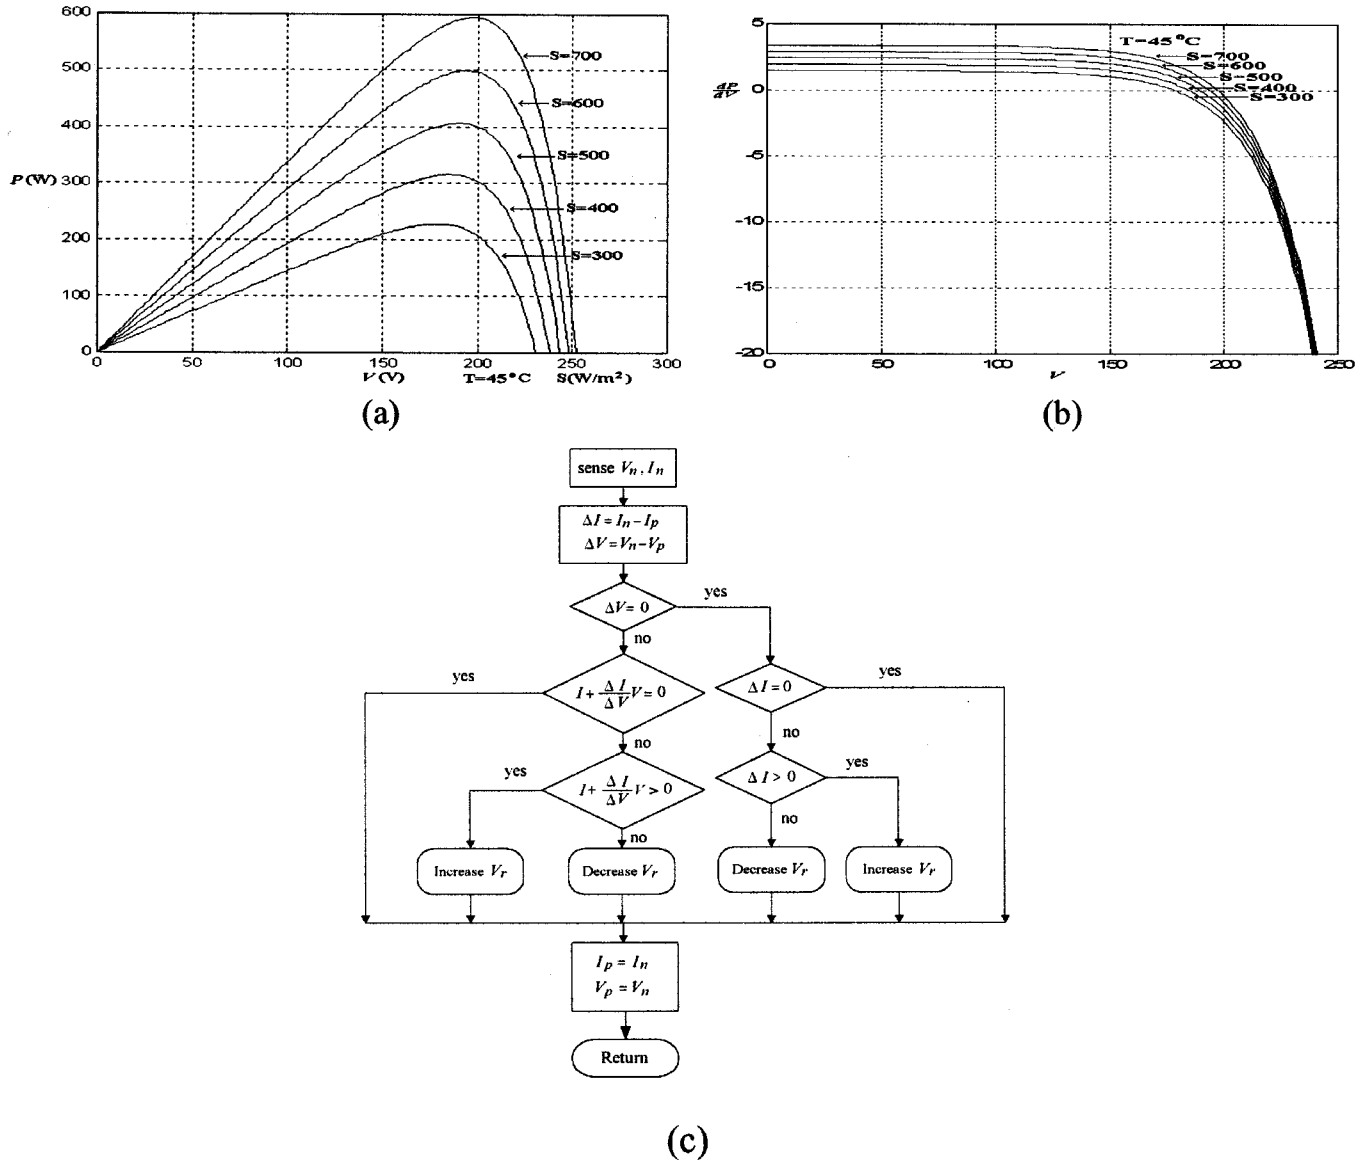 600
500
400
300
200
100
0
P(W)
S=700
S=600
S=500
S=400
S=300
0 50 100 150 200 250 300
V(V) T=45°C S(W/m²)
(a)
5
0
-5
-10
-15
-20
dP
dV
T=45°C
S=700
S=600
S=500
S=400
S=300
0 50 100 150 200 250
V
(b)
sense Vn, In
ΔI = In − Ip
ΔV = Vn − Vp
ΔV = 0
yes
no
I + ΔI/ΔV V = 0
yes
no
ΔI = 0
yes
no
I + ΔI/ΔV V > 0
yes
no
ΔI > 0
yes
no
Increase Vr
Decrease Vr
Decrease Vr
Increase Vr
Ip = In
Vp = Vn
Return
(c)